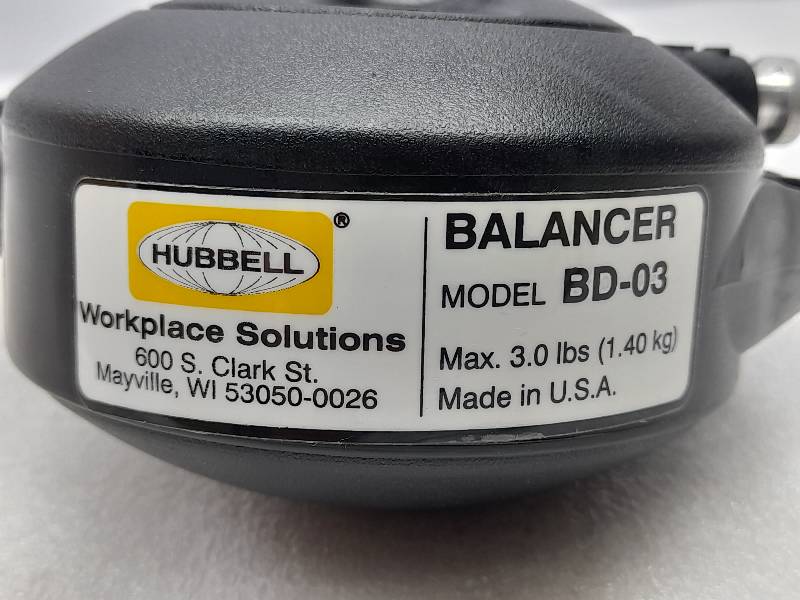 HUBBELL®
Workplace Solutions
600 S. Clark St.
Mayville, WI 53050-0026
BALANCER
MODEL BD-03
Max. 3.0 lbs (1.40 kg)
Made in U.S.A.